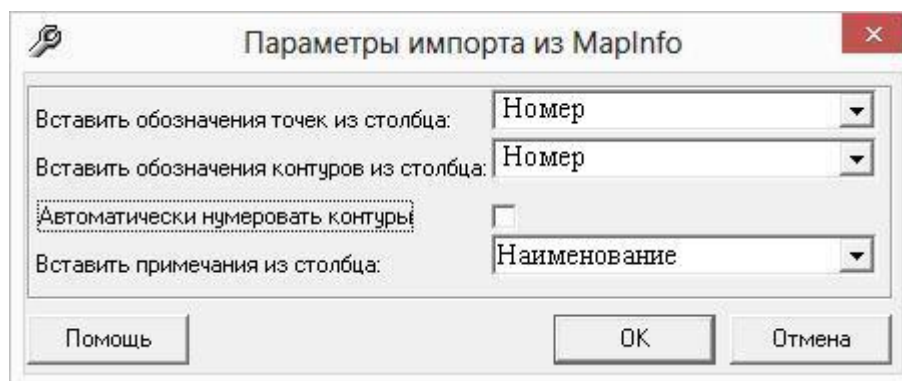 Параметры импорта из MapInfo
Вставить обозначения точек из столбца: Номер
Вставить обозначения контуров из столбца: Номер
Автоматически нумеровать контуры
Вставить примечания из столбца: Наименование
Помощь OK Отмена